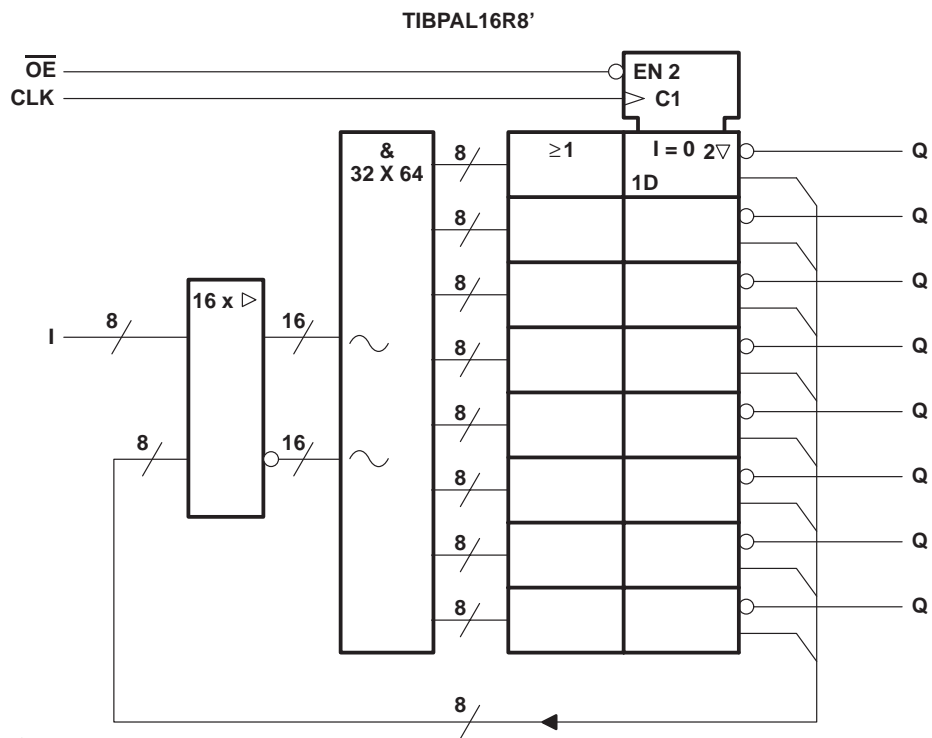 TIBPAL16R8’
OE
EN 2
CLK
C1
&
32 X 64
8
≥1
I = 0 2▽
1D
Q
8
Q
8
Q
16 x ▷
8
16
I
8
Q
8
Q
8
16
8
Q
8
Q
8
Q
8